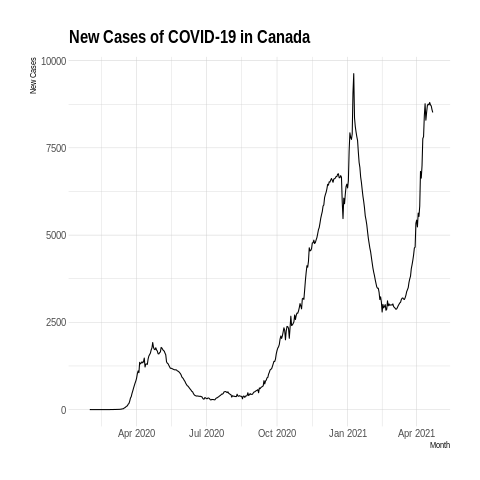 New Cases of COVID-19 in Canada
New Cases
10000
7500
5000
2500
0
Apr 2020 Jul 2020 Oct 2020 Jan 2021 Apr 2021
Month